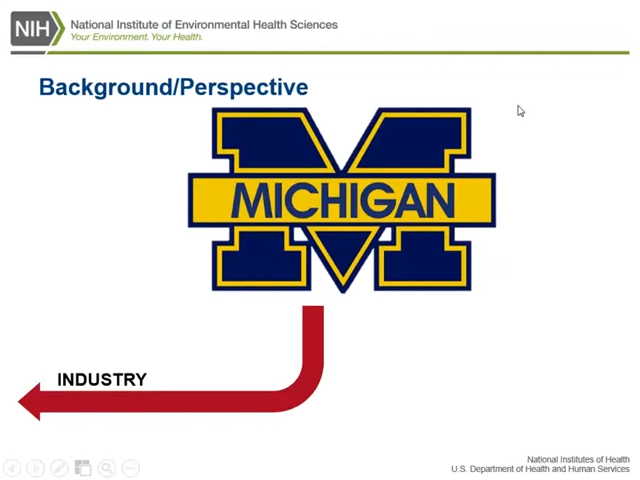 NIH
National Institute of Environmental Health Sciences
Your Environment. Your Health.
Background/Perspective
MICHIGAN
INDUSTRY
National Institutes of Health
U.S. Department of Health and Human Services